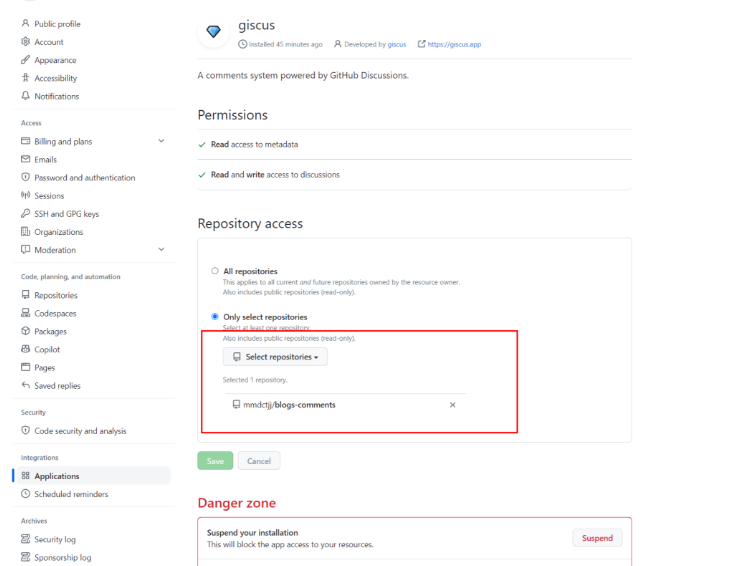 Public profile
Account
Appearance
Accessibility
Notifications
Access
Billing and plans
Emails
Password and authentication
Sessions
SSH and GPG keys
Organizations
Moderation
Code, planning, and automation
Repositories
Codespaces
Packages
Copilot
Pages
Saved replies
Security
Code security and analysis
Integrations
Applications
Scheduled reminders
Archives
Security log
Sponsorship log
giscus
Installed 45 minutes ago Developed by giscus https://giscus.app
A comments system powered by GitHub Discussions.
Permissions
Read access to metadata
Read and write access to discussions
Repository access
All repositories
This applies to all current and future repositories owned by the resource owner.
Also includes public repositories (read-only).
Only select repositories
Select at least one repository.
Also includes public repositories (read-only).
Select repositories
Selected 1 repository.
mmdctjj/blogs-comments
Save Cancel
Danger zone
Suspend your installation
This will block the app access to your resources.
Suspend